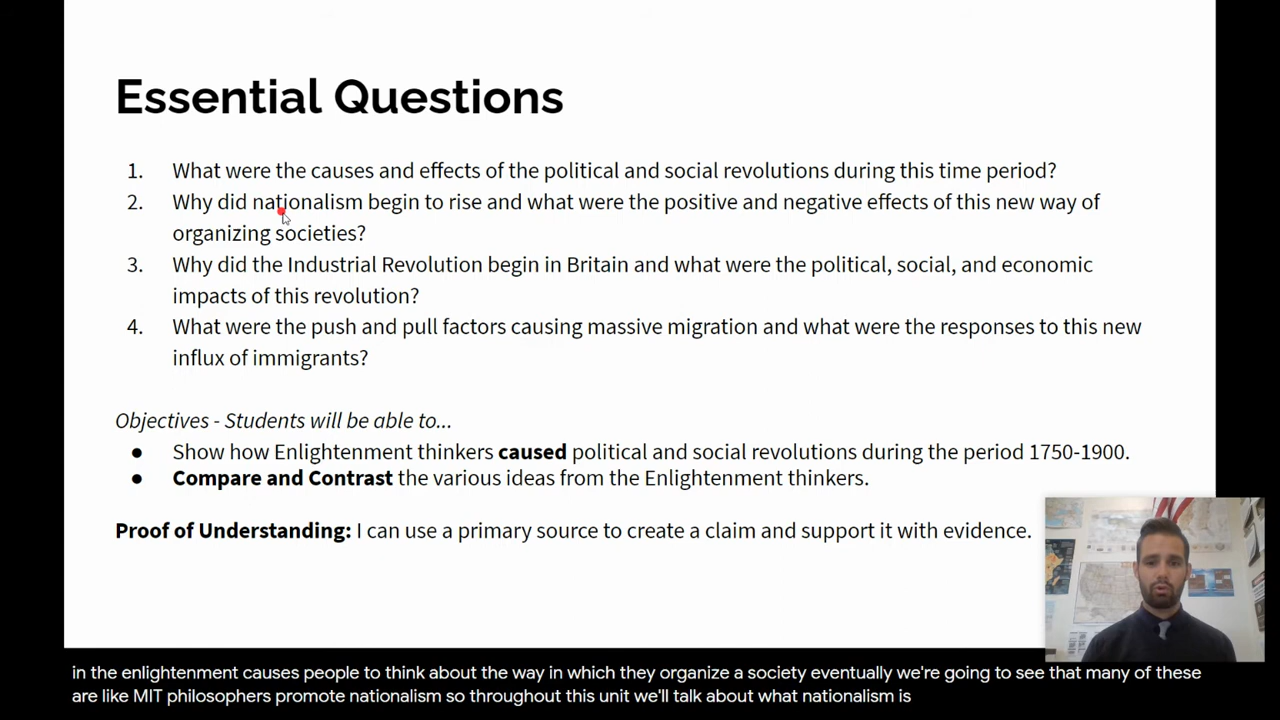 Essential Questions
1. What were the causes and effects of the political and social revolutions during this time period?
2. Why did nationalism begin to rise and what were the positive and negative effects of this new way of
organizing societies?
3. Why did the Industrial Revolution begin in Britain and what were the political, social, and economic
impacts of this revolution?
4. What were the push and pull factors causing massive migration and what were the responses to this new
influx of immigrants?
Objectives - Students will be able to...
● Show how Enlightenment thinkers caused political and social revolutions during the period 1750-1900.
● Compare and Contrast the various ideas from the Enlightenment thinkers.
Proof of Understanding: I can use a primary source to create a claim and support it with evidence.
in the enlightenment causes people to think about the way in which they organize a society eventually we're going to see that many of these
are like MIT philosophers promote nationalism so throughout this unit we'll talk about what nationalism is